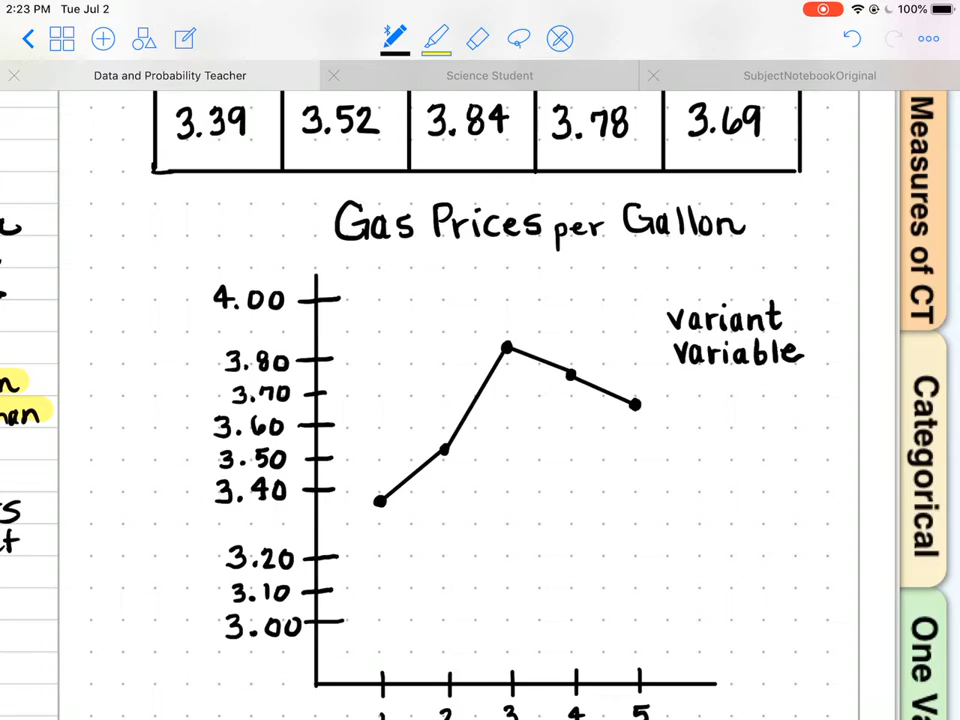 2:23 PM Tue Jul 2
100%
Data and Probability Teacher
Science Student
SubjectNotebookOriginal
3.39 3.52 3.84 3.78 3.69
Gas Prices per Gallon
4.00
3.80
3.70
3.60
3.50
3.40
3.20
3.10
3.00
variant
variable
1 2 3 4 5
Measures of CT
Categorical
One Va